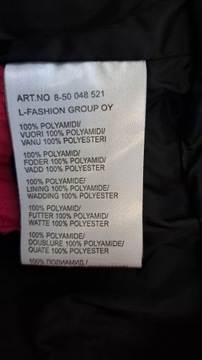 ART.NO 8-50 048 521
L-FASHION GROUP OY
100% POLYAMIDI/
VUORI 100% POLYAMIDI/
VANU 100% POLYESTERI
100% POLYAMID/
FODER 100% POLYAMID/
VADD 100% POLYESTER
100% POLYAMIDE/
LINING 100% POLYAMIDE/
WADDING 100% POLYESTER
100% POLYAMID/
FUTTER 100% POLYAMID/
WATTE 100% POLYESTER
100% POLYAMIDE/
DOUBLURE 100% POLYAMIDE/
OUATE 100% POLYESTER
100% ПОЛИАМИД /